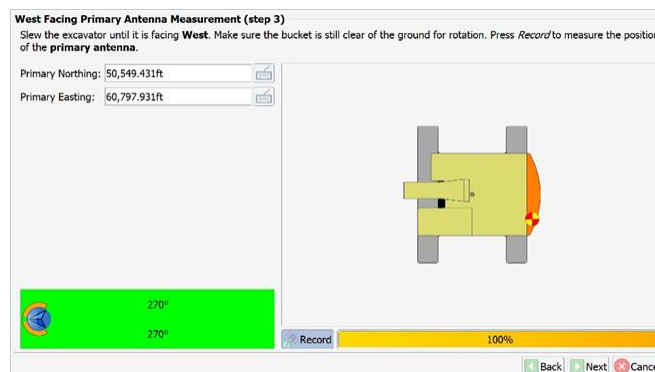 West Facing Primary Antenna Measurement (step 3)
Slew the excavator until it is facing West. Make sure the bucket is still clear of the ground for rotation. Press Record to measure the positio
of the primary antenna.
Primary Northing: 50,549.431ft
Primary Easting: 60,797.931ft
270°
270°
Record 100%
Back Next Cance